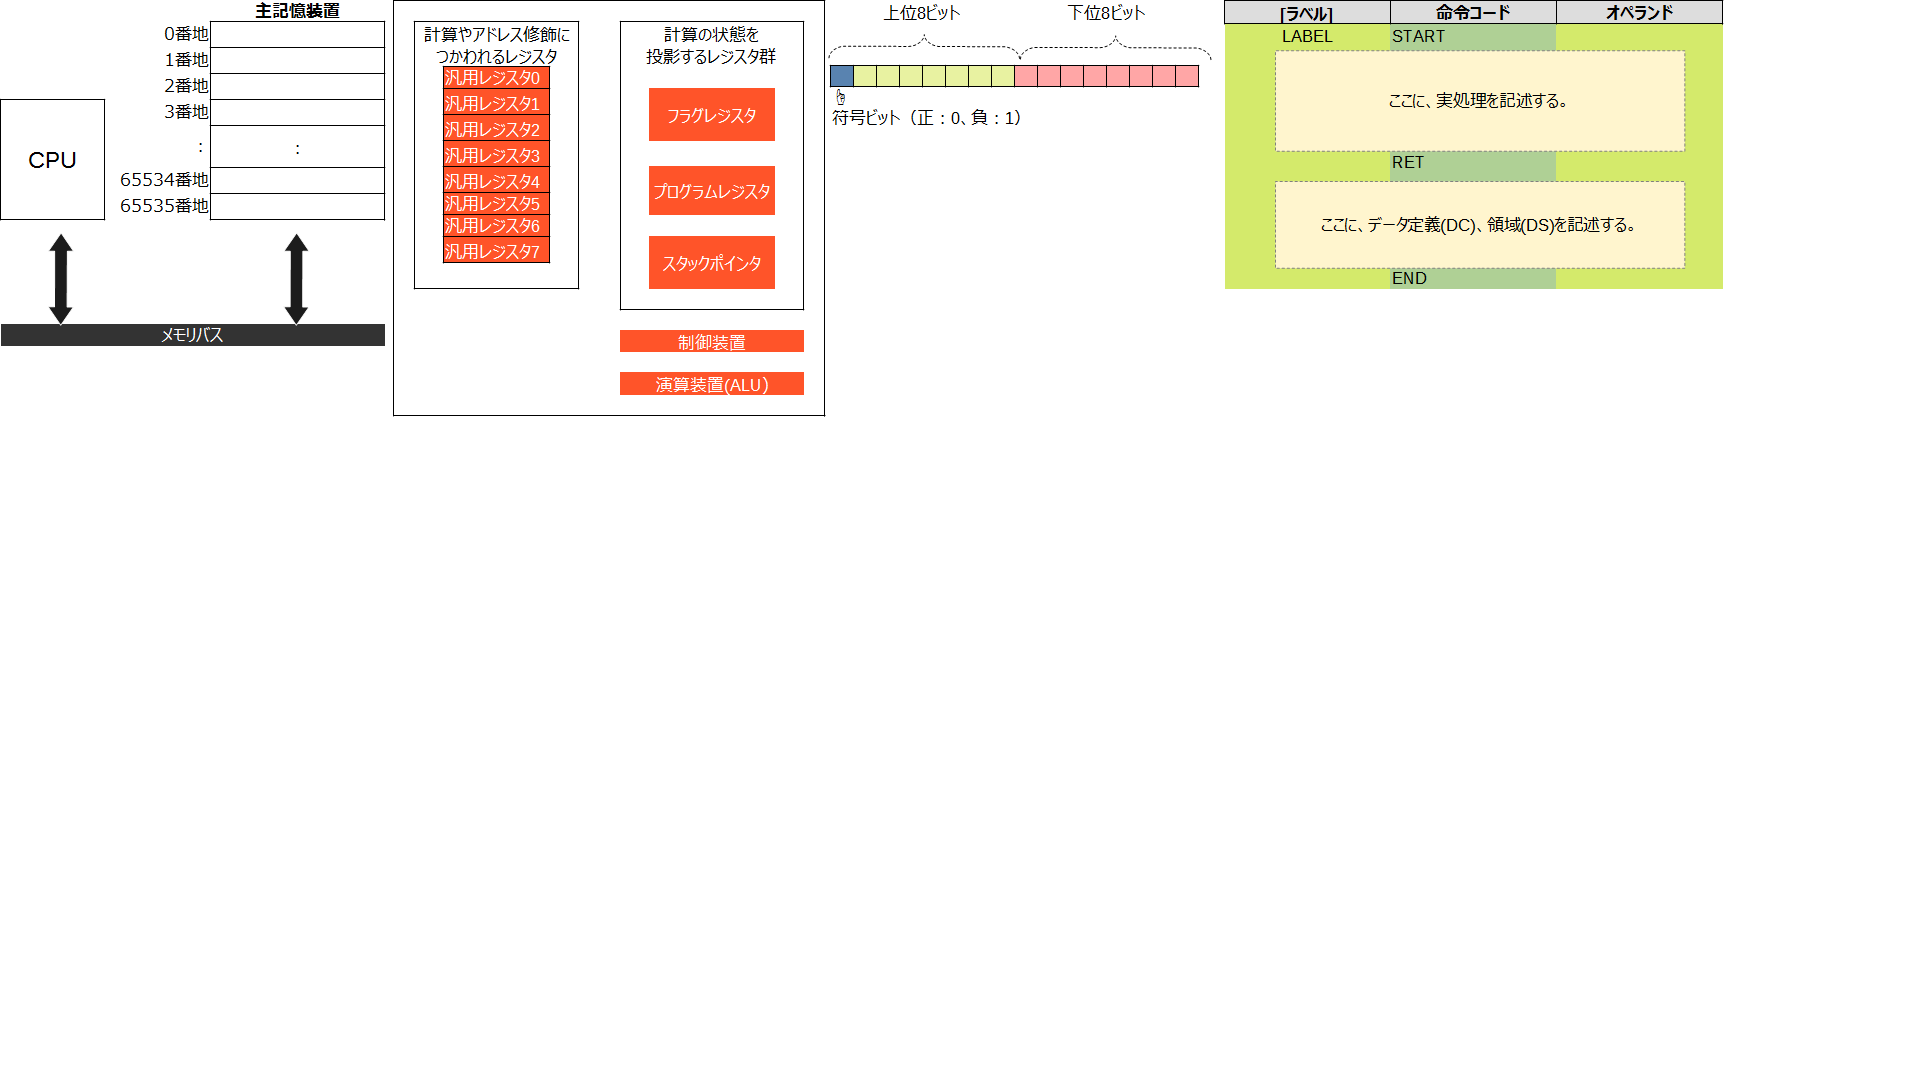 主記憶装置
0番地
1番地
2番地
3番地
:
:
65534番地
65535番地
CPU
メモリバス
計算やアドレス修飾に
つかわれるレジスタ
汎用レジスタ0
汎用レジスタ1
汎用レジスタ2
汎用レジスタ3
汎用レジスタ4
汎用レジスタ5
汎用レジスタ6
汎用レジスタ7
計算の状態を
投影するレジスタ群
フラグレジスタ
プログラムレジスタ
スタックポインタ
制御装置
演算装置(ALU）
上位8ビット
下位8ビット
符号ビット（正：0、負：1）
[ラベル] 命令コード オペランド
LABEL START
ここに、実処理を記述する。
RET
ここに、データ定義(DC)、領域(DS)を記述する。
END